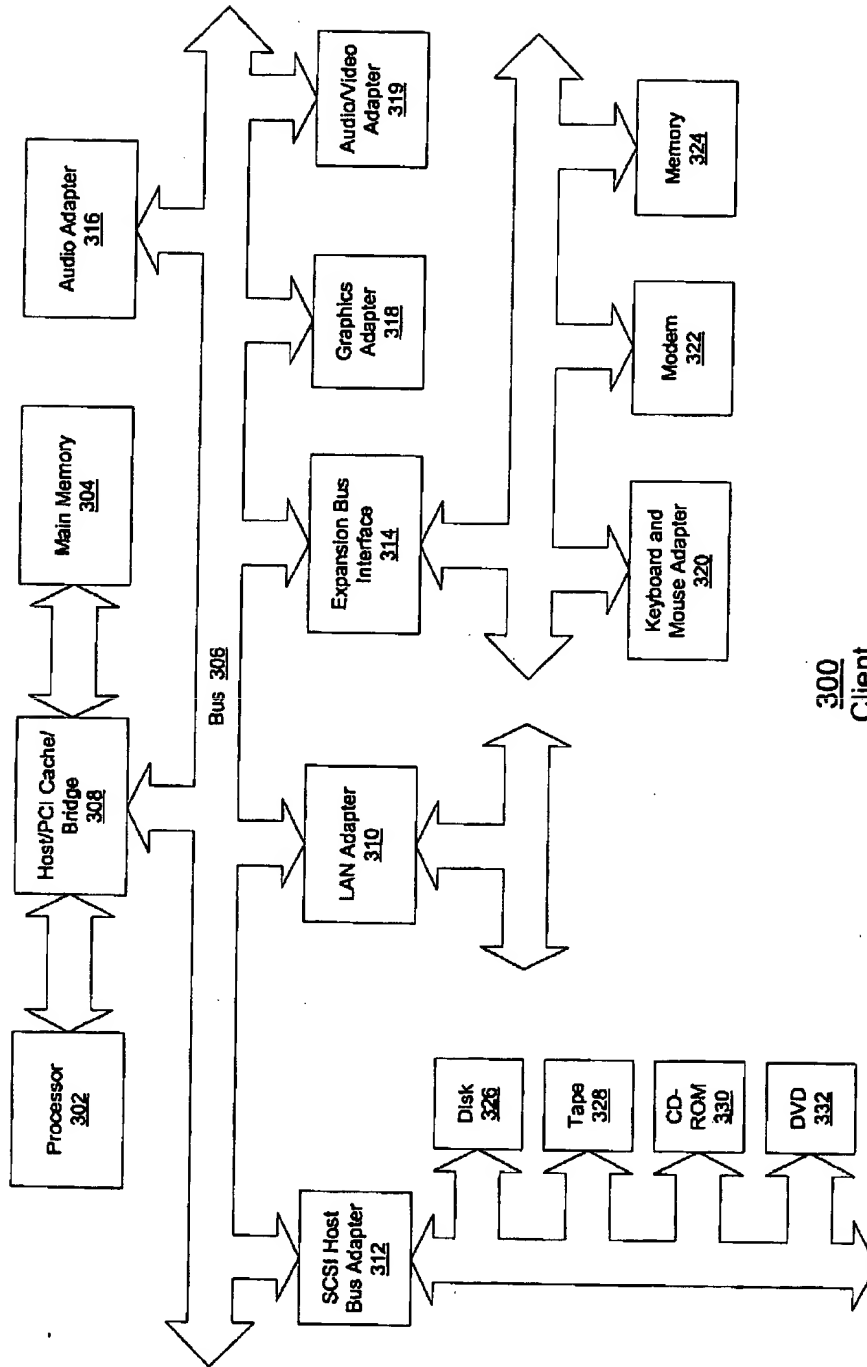 Processor
302
Host/PCI Cache/
Bridge
308
Main Memory
304
Audio Adapter
316
Bus 306
SCSI Host
Bus Adapter
312
LAN Adapter
310
Expansion Bus
Interface
314
Graphics
Adapter
318
Audio/Video
Adapter
319
Disk
326
Tape
328
CD-
ROM
330
DVD
332
Keyboard and
Mouse Adapter
320
Modem
322
Memory
324
300
Client